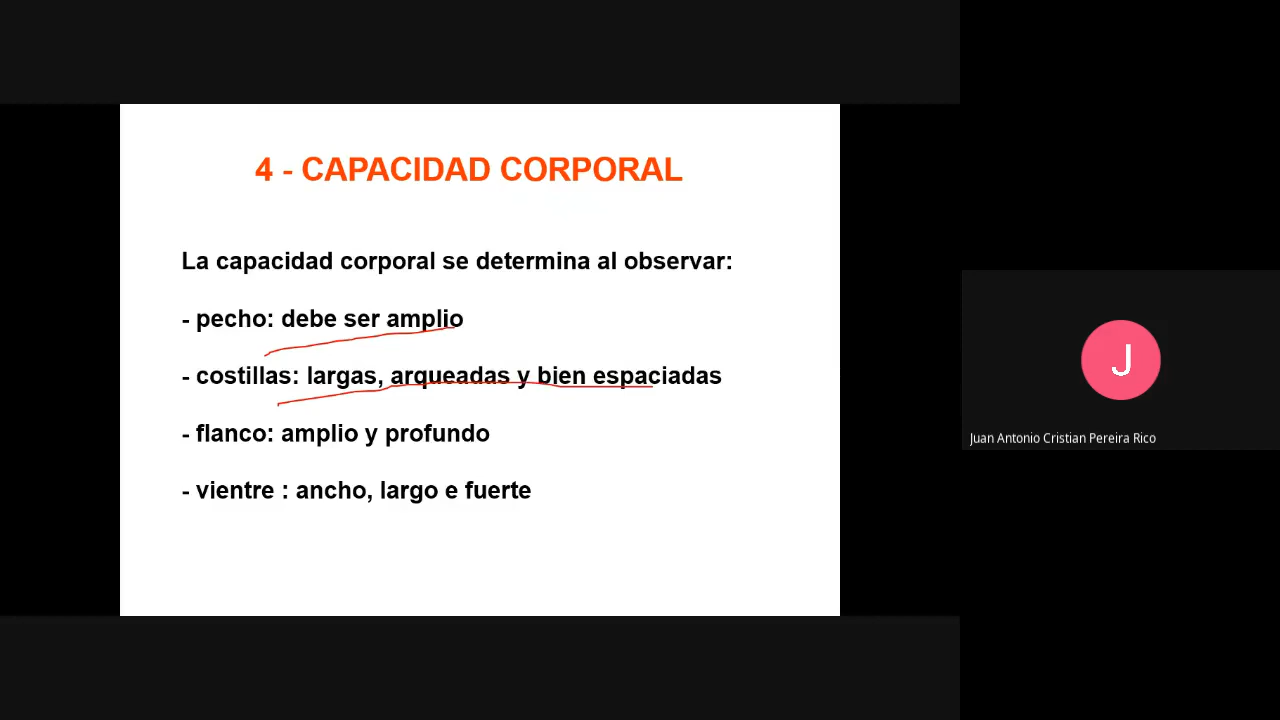 4 - CAPACIDAD CORPORAL
La capacidad corporal se determina al observar:
- pecho: debe ser amplio
- costillas: largas, arqueadas y bien espaciadas
- flanco: amplio y profundo
- vientre : ancho, largo e fuerte
J
Juan Antonio Cristian Pereira Rico